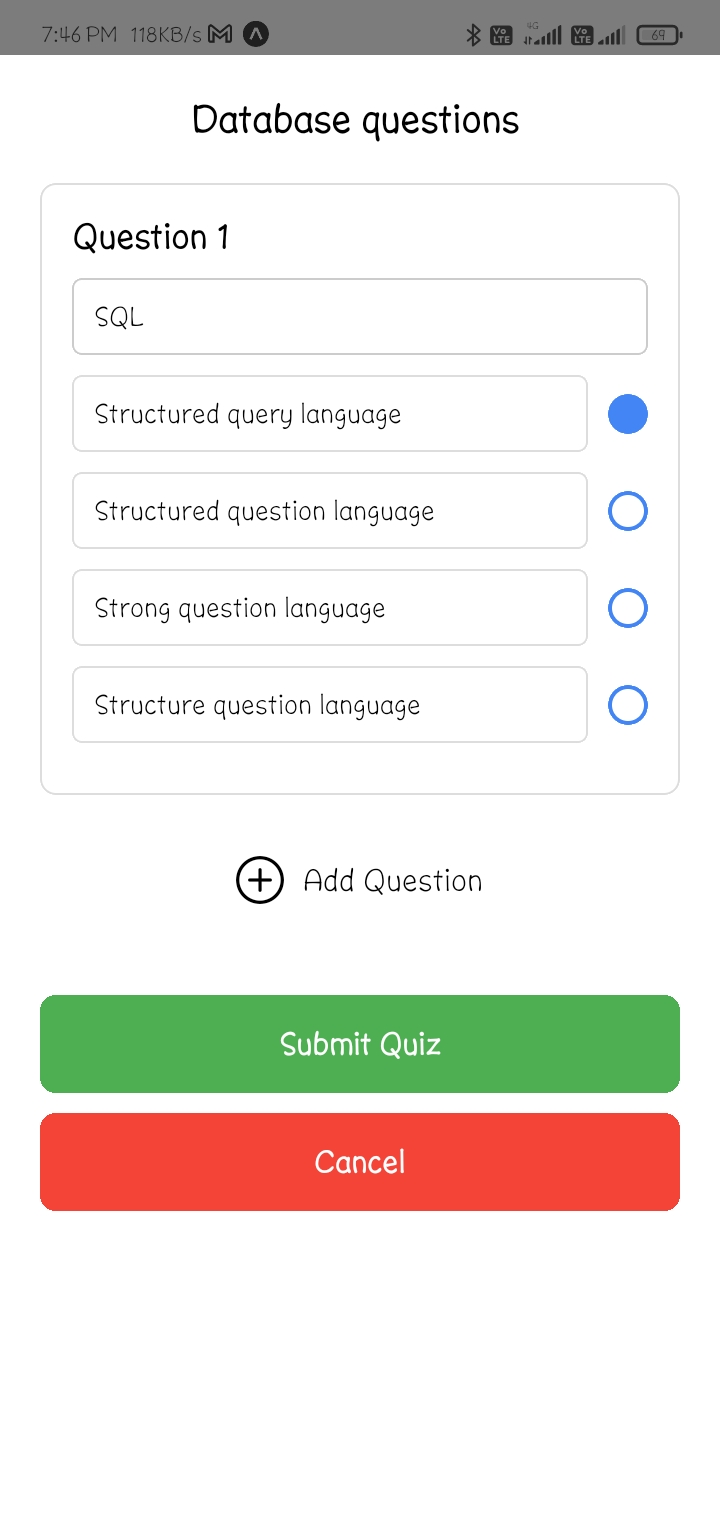 7:46 PM 118KB/s
Vo LTE 4G Vo LTE 69
Database questions
Question 1
SQL
Structured query language
Structured question language
Strong question language
Structure question language
Add Question
Submit Quiz
Cancel